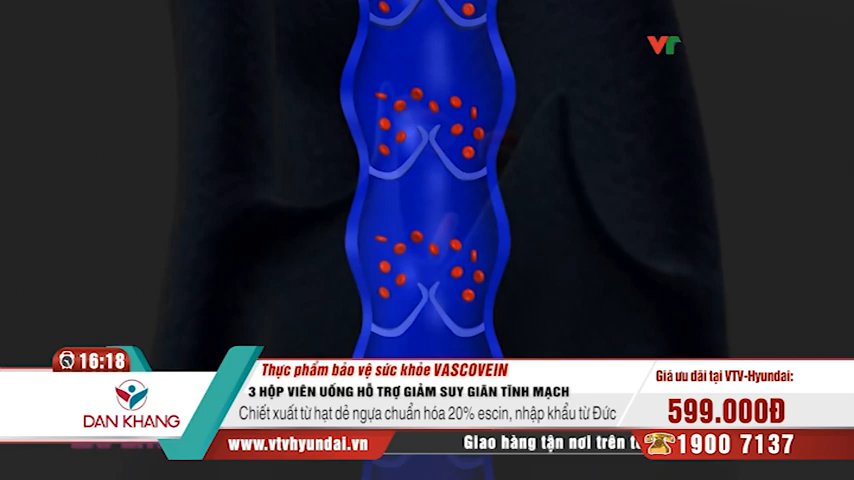 VT
16:18
Thực phẩm bảo vệ sức khỏe VASCOVEIN
3 HỘP VIÊN UỐNG HỖ TRỢ GIẢM SUY GIÃN TĨNH MẠCH
Chiết xuất từ hạt dẻ ngựa chuẩn hóa 20% escin, nhập khẩu từ Đức
Giá ưu đãi tại VTV-Hyundai:
599.000Đ
DAN KHANG
www.vtvhyundai.vn
Giao hàng tận nơi trên t
1900 7137